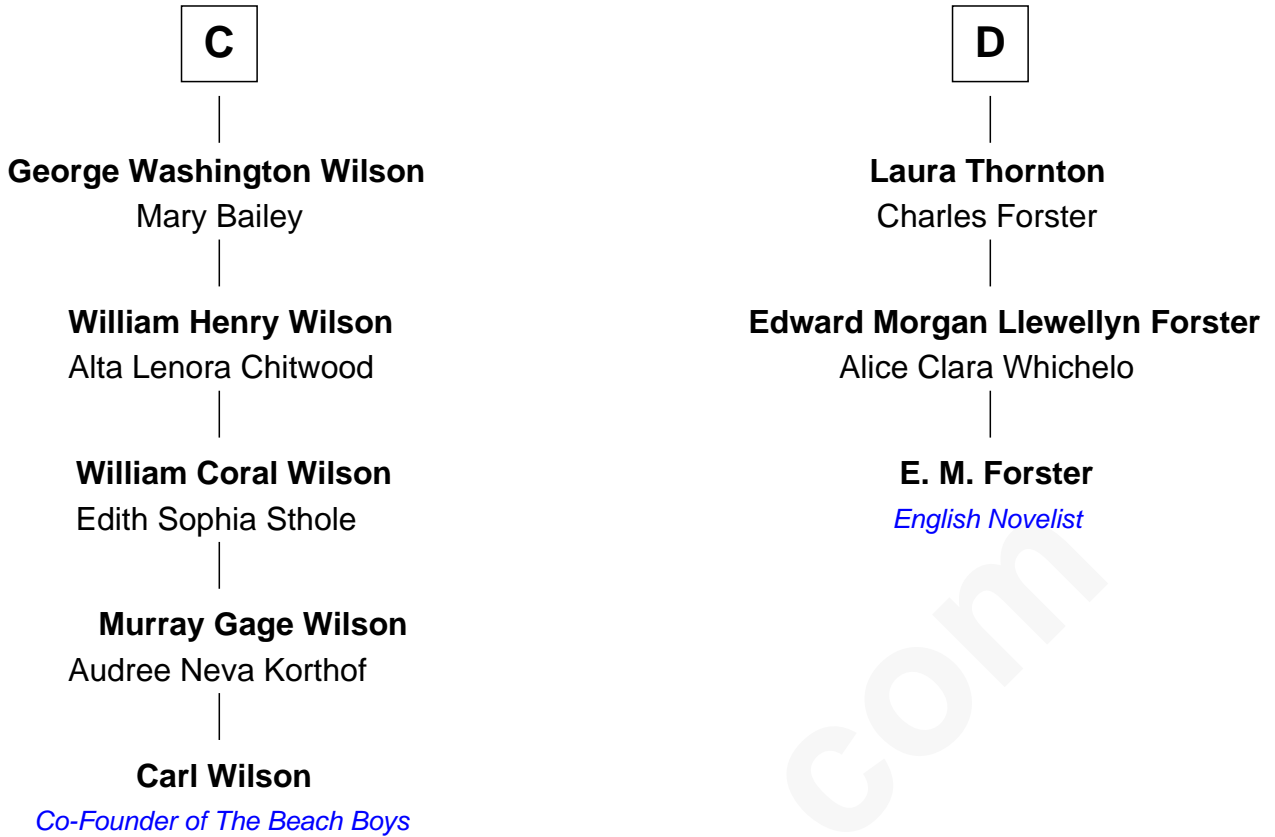 C
George Washington Wilson
Mary Bailey
William Henry Wilson
Alta Lenora Chitwood
William Coral Wilson
Edith Sophia Sthole
Murray Gage Wilson
Audree Neva Korthof
Carl Wilson
Co-Founder of The Beach Boys
D
Laura Thornton
Charles Forster
Edward Morgan Llewellyn Forster
Alice Clara Whichelo
E. M. Forster
English Novelist
com